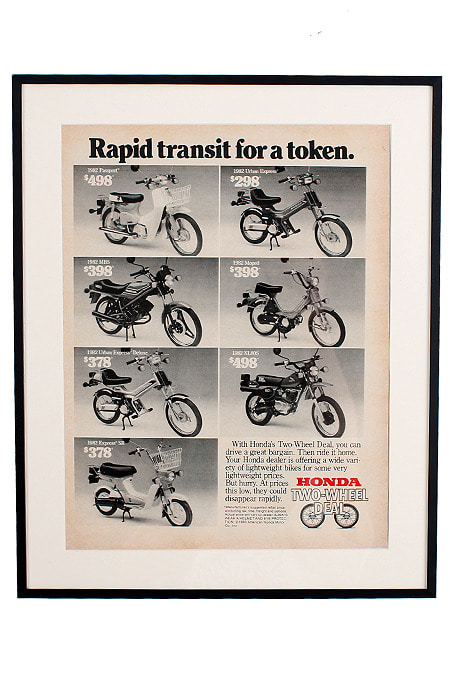 Rapid transit for a token.
1982 Passport
$498
1982 Urban Express
$298
1982 MB5
$398
1982 Moped
$398
1982 Urban Express Deluxe
$378
1982 XL80S
$498
1982 Express SR
$378
With Honda's Two Wheel Deal, you can
drive a great bargain. Then ride it home.
Your Honda dealer is offering a wide vari-
ety of lightweight bikes for some very
lightweight prices.
But hurry. At prices
this low, they could
disappear rapidly.
HONDA
TWO-WHEEL
DEAL